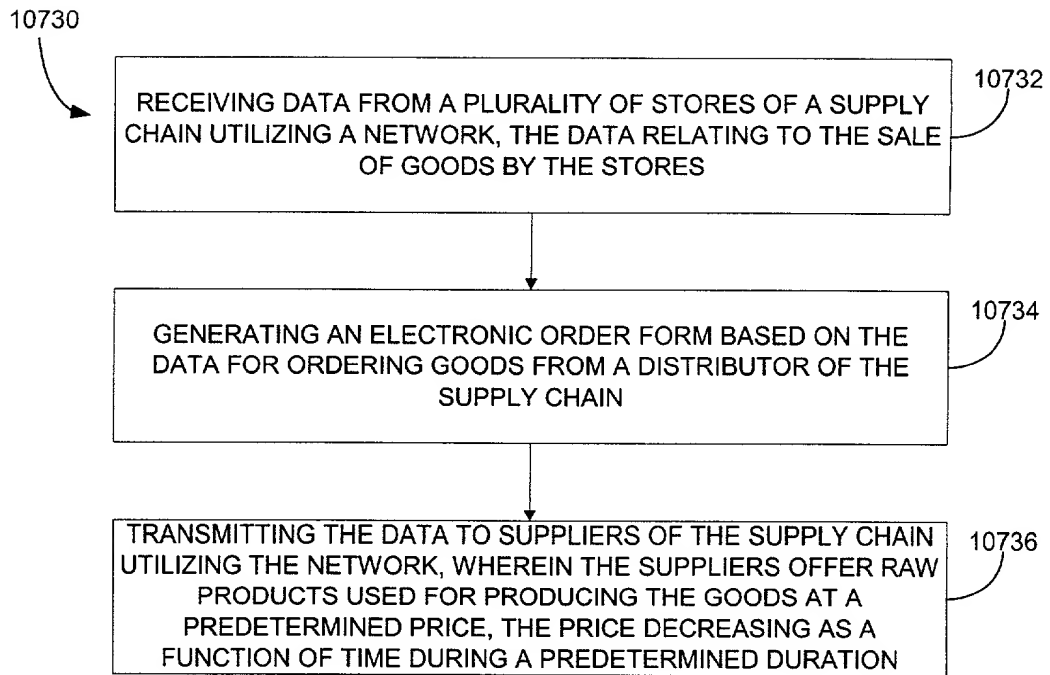 10730
10732
RECEIVING DATA FROM A PLURALITY OF STORES OF A SUPPLY
CHAIN UTILIZING A NETWORK, THE DATA RELATING TO THE SALE
OF GOODS BY THE STORES
10734
GENERATING AN ELECTRONIC ORDER FORM BASED ON THE
DATA FOR ORDERING GOODS FROM A DISTRIBUTOR OF THE
SUPPLY CHAIN
10736
TRANSMITTING THE DATA TO SUPPLIERS OF THE SUPPLY CHAIN
UTILIZING THE NETWORK, WHEREIN THE SUPPLIERS OFFER RAW
PRODUCTS USED FOR PRODUCING THE GOODS AT A
PREDETERMINED PRICE, THE PRICE DECREASING AS A
FUNCTION OF TIME DURING A PREDETERMINED DURATION